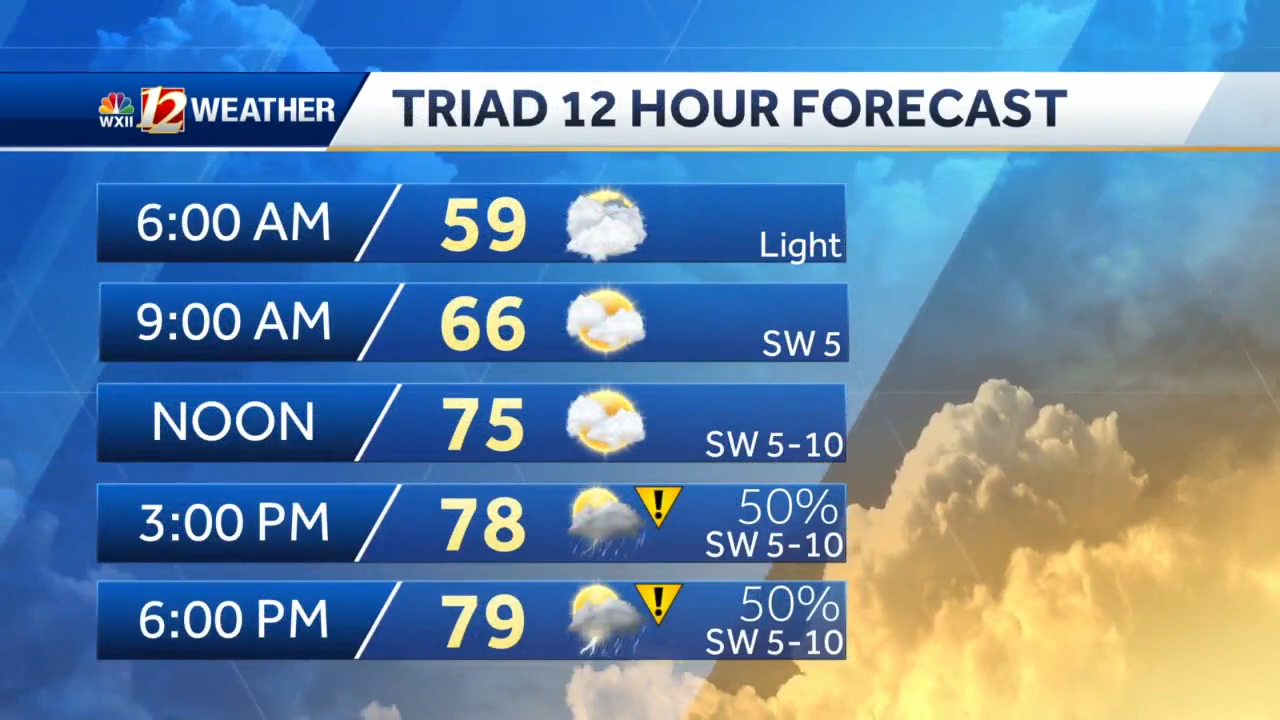 WXII 12 WEATHER
TRIAD 12 HOUR FORECAST
6:00 AM 59 Light
9:00 AM 66 SW 5
NOON 75 SW 5-10
3:00 PM 78 ! 50%
SW 5-10
6:00 PM 79 ! 50%
SW 5-10